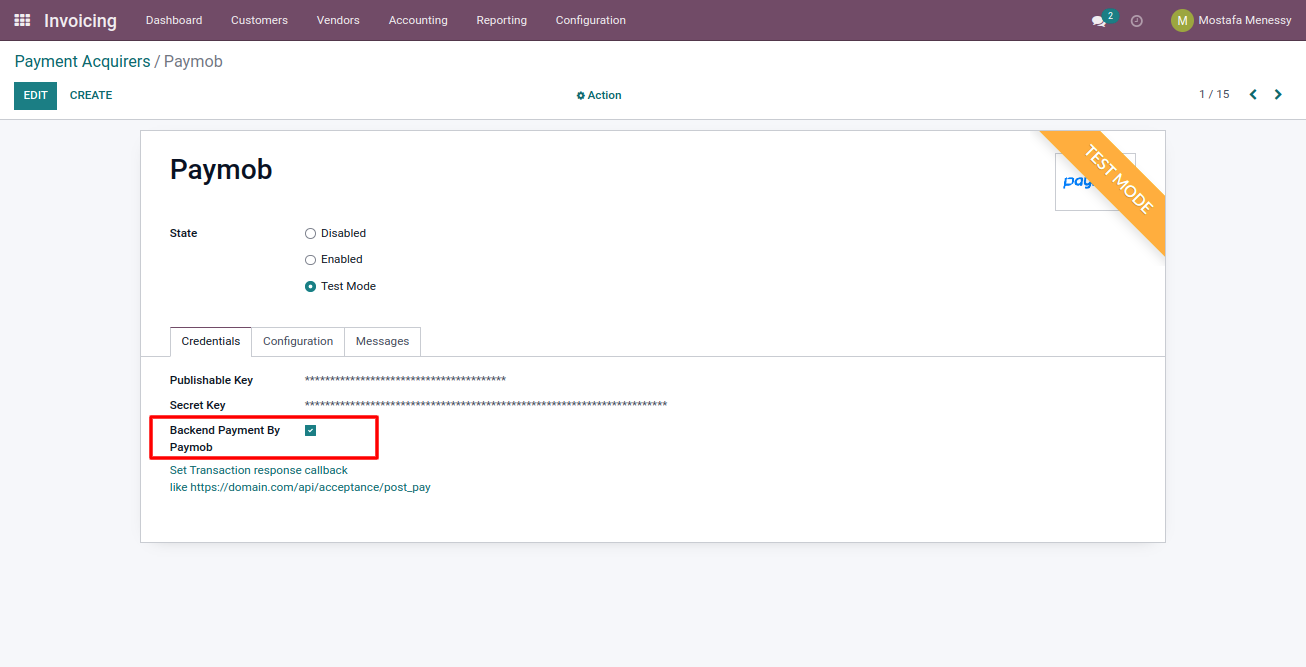 Invoicing Dashboard Customers Vendors Accounting Reporting Configuration 2 M Mostafa Menessy
Payment Acquirers / Paymob
EDIT CREATE Action 1 / 15
Paymob
TEST MODE
State
Disabled
Enabled
Test Mode
Credentials Configuration Messages
Publishable Key ****************************************
Secret Key ************************************************************************
Backend Payment By
Paymob
Set Transaction response callback
like https://domain.com/api/acceptance/post_pay